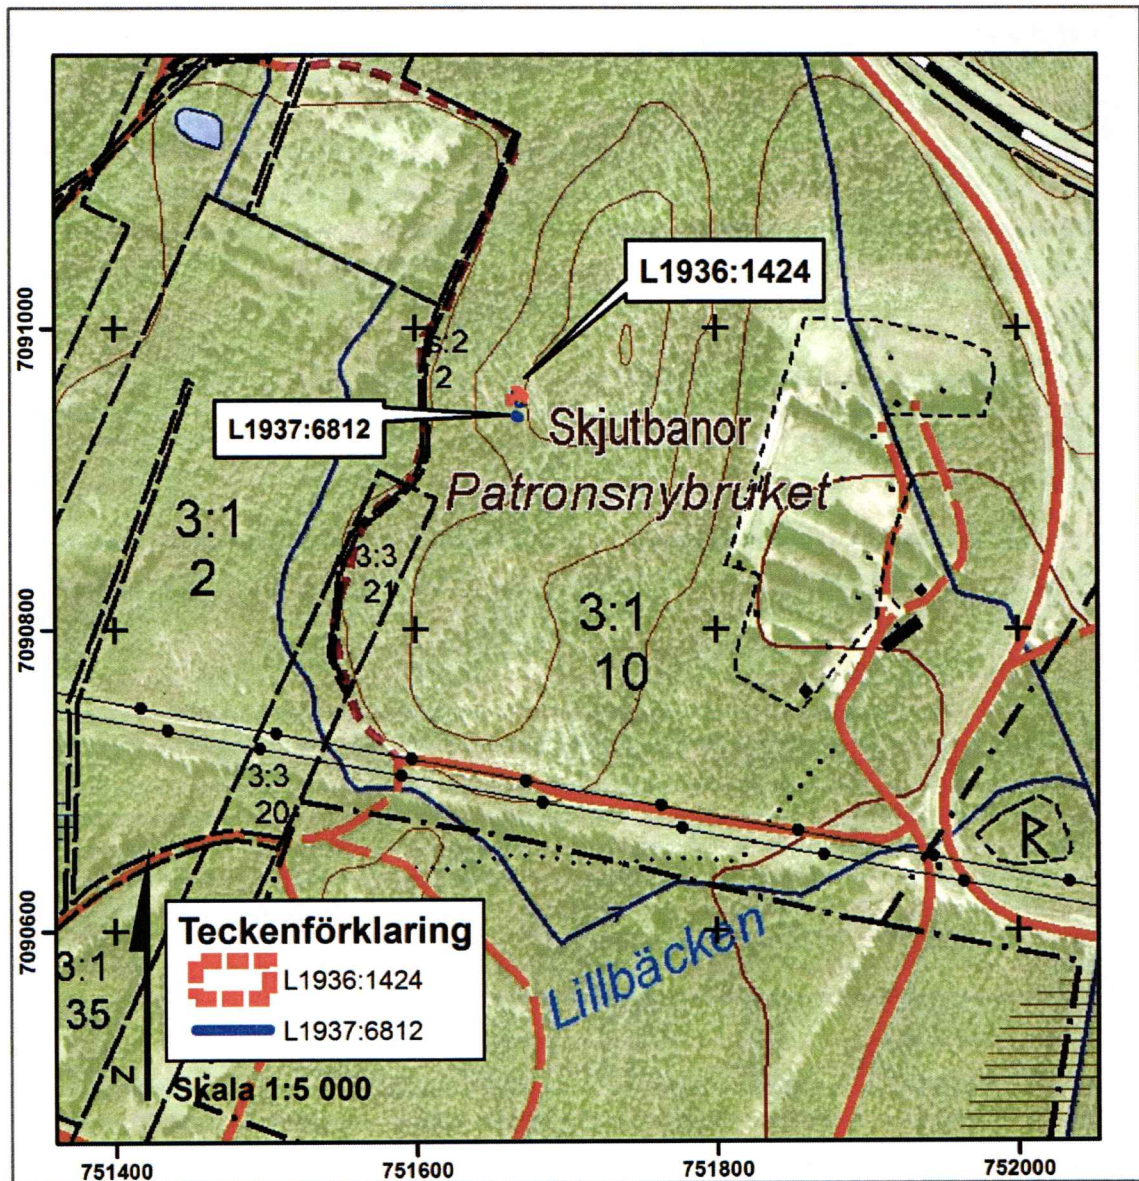 L1936:1424
7091000
s:2
2
L1937:6812
Skjutbanor
Patronsnybruket
3:1
2
3:3
21
3:1
10
7090800
3:3
20
R
7090600
Teckenförklaring
L1936:1424
L1937:6812
Lillbäcken
3:1
35
N
Skala 1:5 000
751400
751600
751800
752000